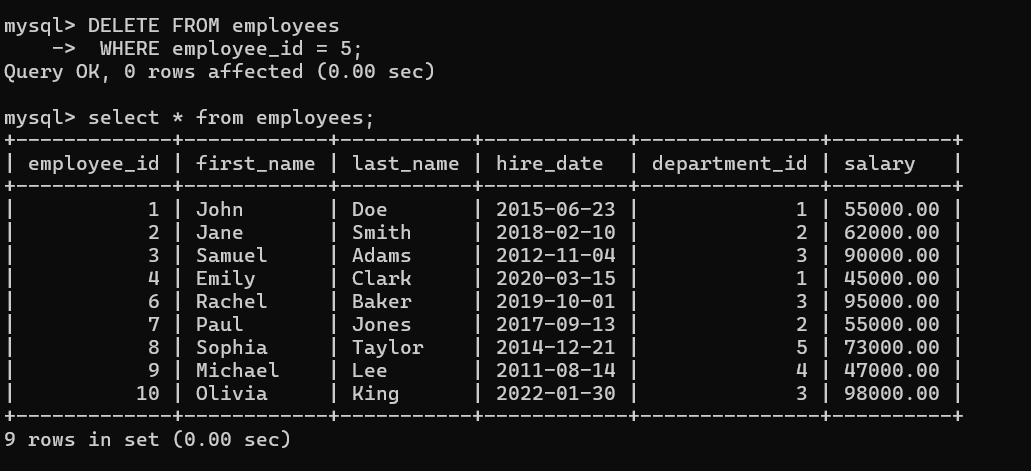 mysql> DELETE FROM employees
    ->  WHERE employee_id = 5;
Query OK, 0 rows affected (0.00 sec)

mysql> select * from employees;
+-------------+------------+-----------+------------+---------------+----------+
| employee_id | first_name | last_name | hire_date  | department_id | salary   |
+-------------+------------+-----------+------------+---------------+----------+
|           1 | John       | Doe       | 2015-06-23 |             1 | 55000.00 |
|           2 | Jane       | Smith     | 2018-02-10 |             2 | 62000.00 |
|           3 | Samuel     | Adams     | 2012-11-04 |             3 | 90000.00 |
|           4 | Emily      | Clark     | 2020-03-15 |             1 | 45000.00 |
|           6 | Rachel     | Baker     | 2019-10-01 |             3 | 95000.00 |
|           7 | Paul       | Jones     | 2017-09-13 |             2 | 55000.00 |
|           8 | Sophia     | Taylor    | 2014-12-21 |             5 | 73000.00 |
|           9 | Michael    | Lee       | 2011-08-14 |             4 | 47000.00 |
|          10 | Olivia     | King      | 2022-01-30 |             3 | 98000.00 |
+-------------+------------+-----------+------------+---------------+----------+
9 rows in set (0.00 sec)